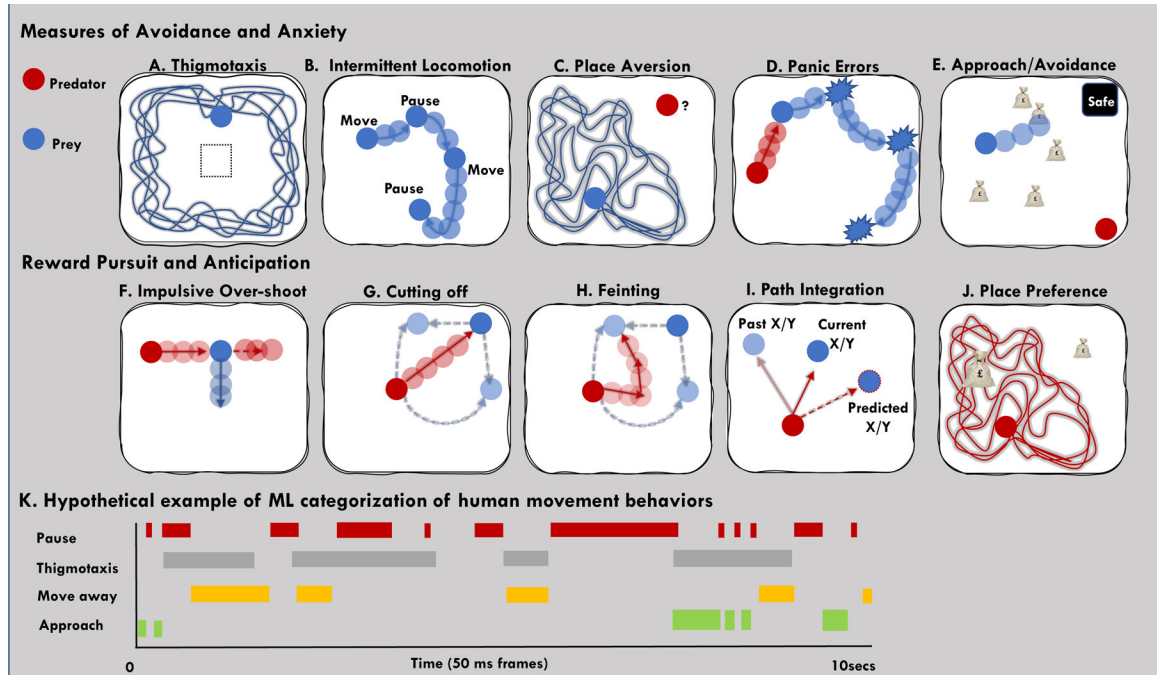 Measures of Avoidance and Anxiety
Predator
Prey
A. Thigmotaxis
B. Intermittent Locomotion
Move
Pause
Move
Pause
C. Place Aversion
?
D. Panic Errors
E. Approach/Avoidance
Safe
£
£
£
£
£
Reward Pursuit and Anticipation
F. Impulsive Over-shoot
G. Cutting off
H. Feinting
I. Path Integration
Past X/Y
Current
X/Y
Predicted
X/Y
J. Place Preference
£
£
K. Hypothetical example of ML categorization of human movement behaviors
Pause
Thigmotaxis
Move away
Approach
0
Time (50 ms frames)
10secs